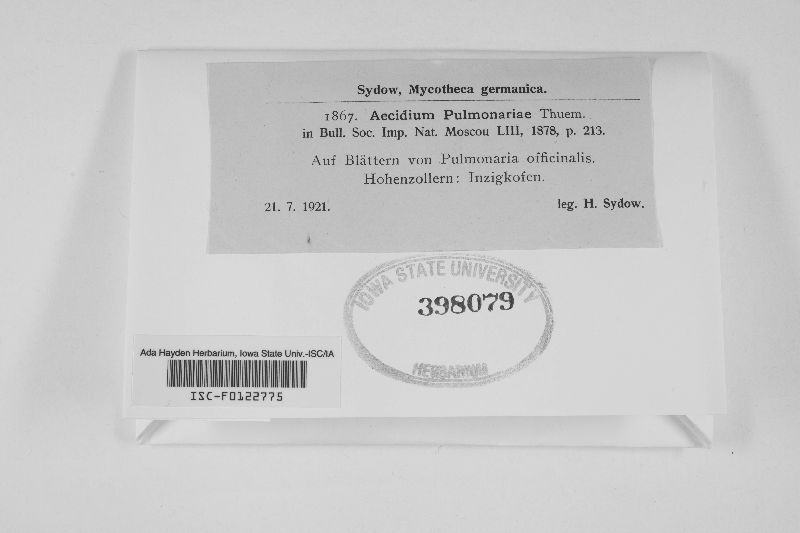 Sydow, Mycotheca germanica.
1867. Aecidium Pulmonariae Thuem.
in Bull. Soc. Imp. Nat. Moscou LIII, 1878, p. 213.
Auf Blättern von Pulmonaria officinalis.
Hohenzollern: Inzigkofen.
21. 7. 1921. leg. H. Sydow.
IOWA STATE UNIVERSITY
398079
HERBARIUM
Ada Hayden Herbarium, Iowa State Univ.-ISC/IA
ISC-F0122775